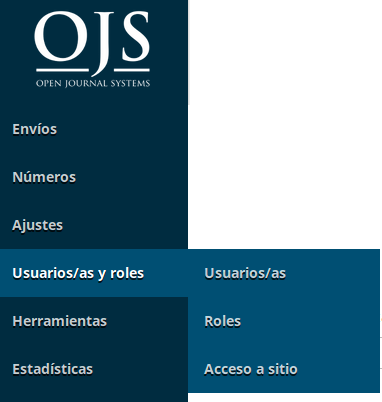 OJS
OPEN JOURNAL SYSTEMS
Envíos
Números
Ajustes
Usuarios/as y roles
Usuarios/as
Herramientas
Roles
Estadísticas
Acceso a sitio